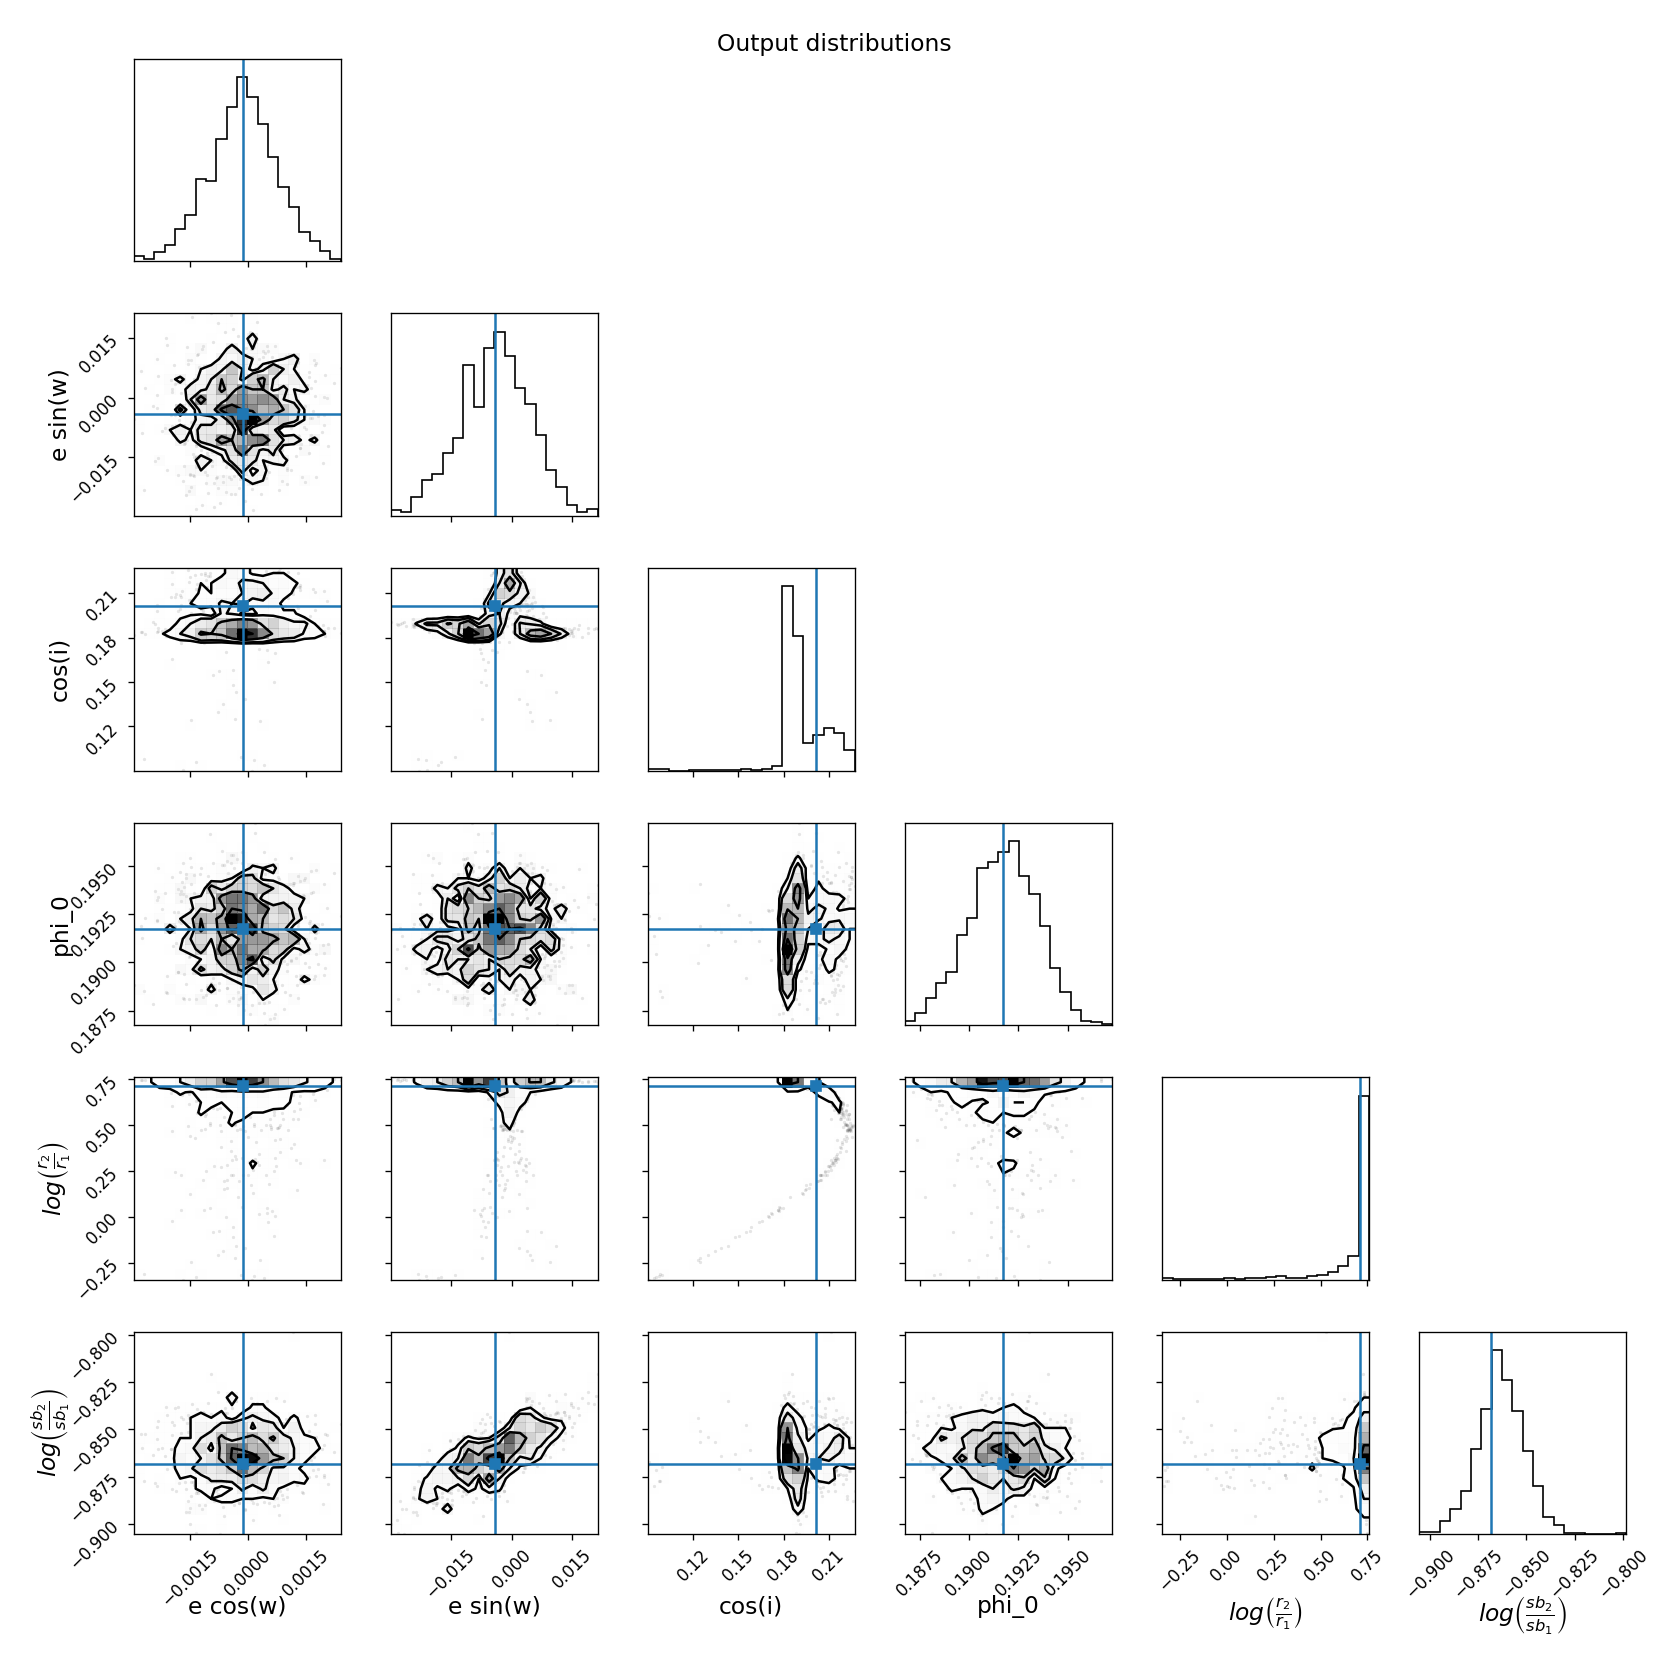 Output distributions
e sin(w)
0.015
0.000
−0.015
cos(i)
0.21
0.18
0.15
0.12
phi_0
0.1950
0.1925
0.1900
0.1875
log(r2/r1)
0.75
0.50
0.25
0.00
−0.25
log(sb2/sb1)
−0.800
−0.825
−0.850
−0.875
−0.900
−0.0015 0.0000 0.0015 −0.015 0.000 0.015 0.12 0.15 0.18 0.21 0.1875 0.1900 0.1925 0.1950 −0.25 0.00 0.25 0.50 0.75 −0.900 −0.875 −0.850 −0.825 −0.800
e cos(w) e sin(w) cos(i) phi_0 log(r2/r1) log(sb2/sb1)